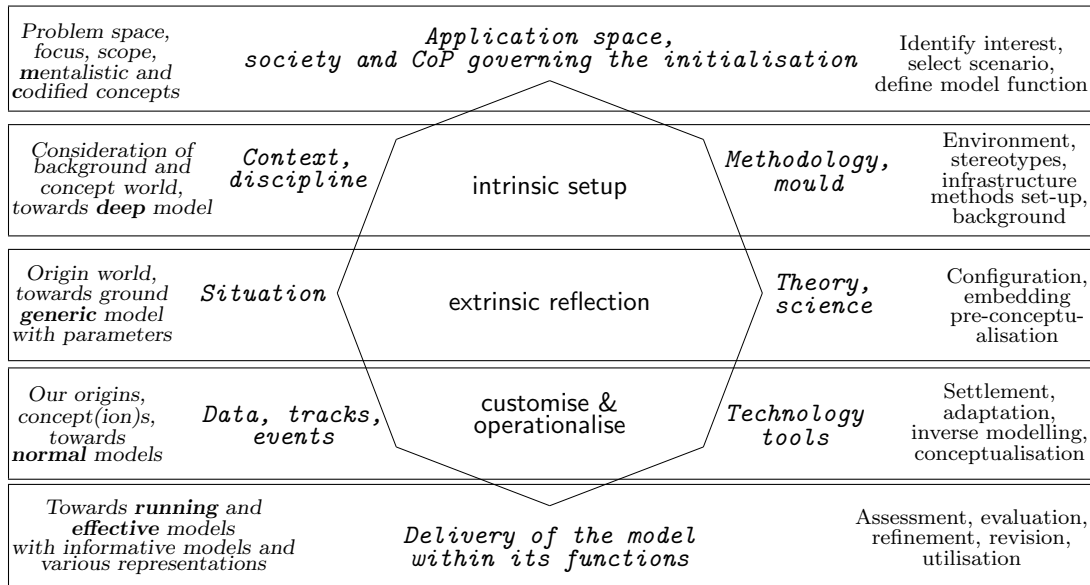 Problem space,
focus, scope,
mentalistic and
codified concepts
Application space,
society and CoP governing the initialisation
Identify interest,
select scenario,
define model function
Consideration of
background and
concept world,
towards deep model
Context,
discipline
intrinsic setup
Methodology,
mould
Environment,
stereotypes,
infrastructure
methods set-up,
background
Origin world,
towards ground
generic model
with parameters
Situation
extrinsic reflection
Theory,
science
Configuration,
embedding
pre-conceptu-
alisation
Our origins,
concept(ion)s,
towards
normal models
Data, tracks,
events
customise &
operationalise
Technology
tools
Settlement,
adaptation,
inverse modelling,
conceptualisation
Towards running and
effective models
with informative models and
various representations
Delivery of the model
within its functions
Assessment, evaluation,
refinement, revision,
utilisation